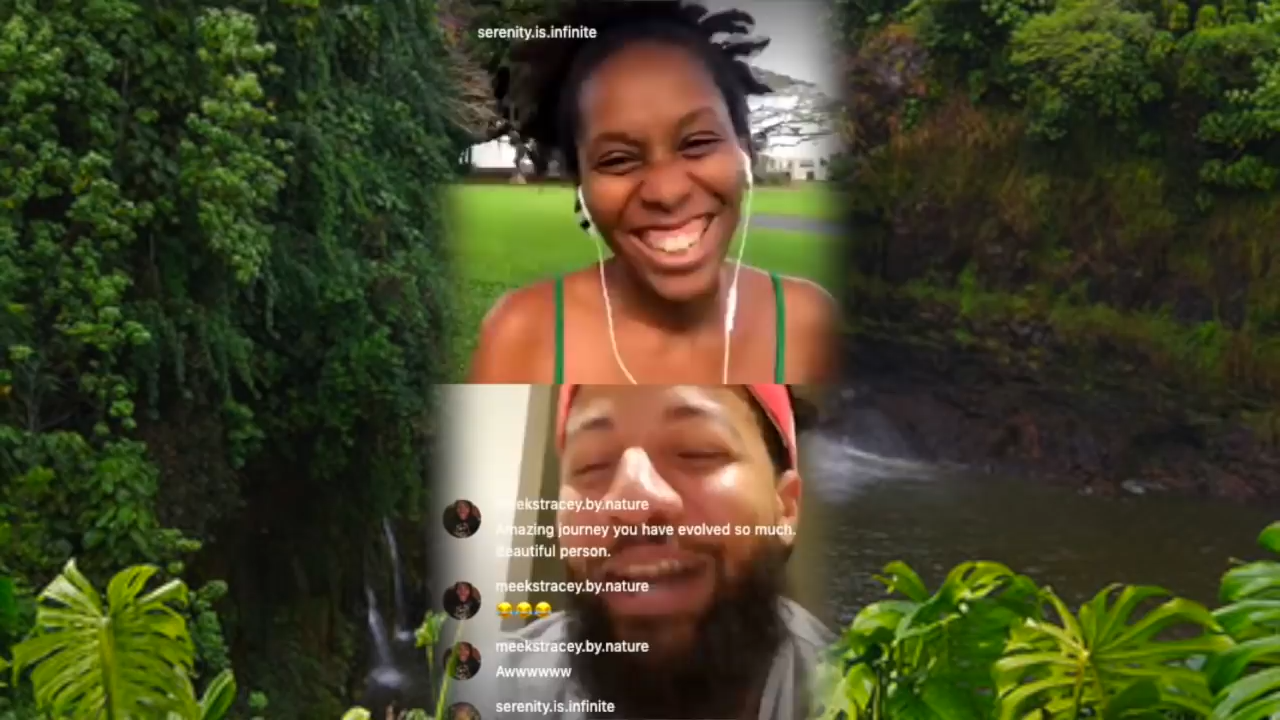 serenity.is.infinite
meekstracey.by.nature
Amazing journey you have evolved so much.
Beautiful person.
meekstracey.by.nature
😂😂😂
meekstracey.by.nature
Awwwwww
serenity.is.infinite